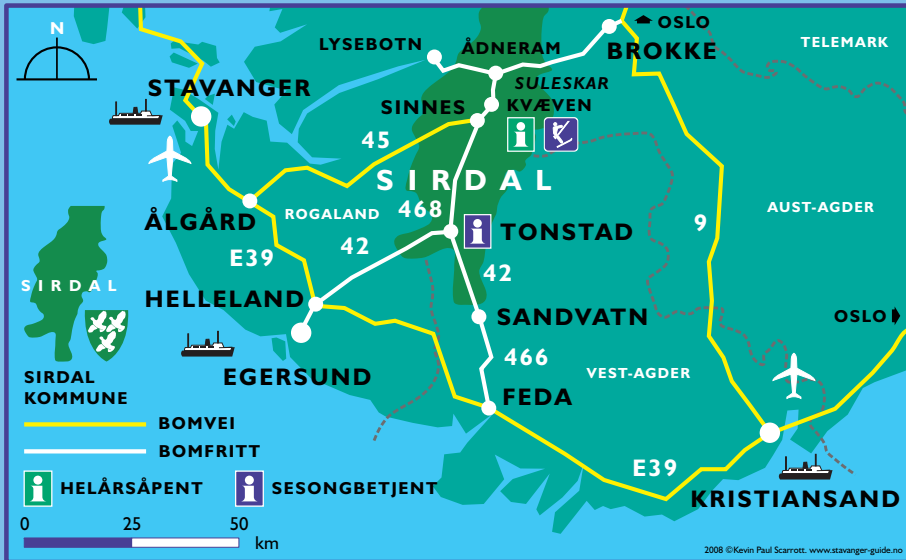 N
OSLO
LYSEBOTN
ÅDNERAM
BROKKE
TELEMARK
STAVANGER
SULESKAR
SINNES
KVÆVEN
45
SIRDAL
ROGALAND
468
AUST-AGDER
ÅLGÅRD
42
TONSTAD
9
E39
42
SIRDAL
HELLELAND
SANDVATN
OSLO
466
EGERSUND
VEST-AGDER
SIRDAL
KOMMUNE
FEDA
BOMVEI
BOMFRITT
E39
HELÅRSÅPENT
SESONGBETJENT
KRISTIANSAND
0 25 50
km
2008 ©Kevin Paul Scarrott. www.stavanger-guide.no